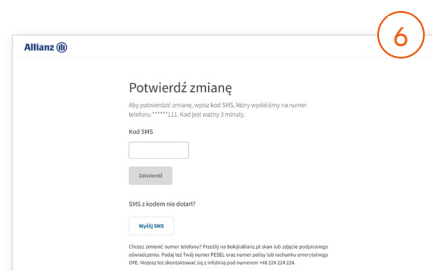 6
Allianz
Potwierdź zmianę
Aby potwierdzić zmianę, wpisz kod SMS, który wysłaliśmy na numer
telefonu ******111. Kod jest ważny 3 minuty.
Kod SMS
Zatwierdź
SMS z kodem nie dotarł?
Wyślij SMS
Chcesz zmienić numer telefonu? Prześlij na bok@allianz.pl skan lub zdjęcie podpisanego
oświadczenia. Podaj też Twój numer PESEL oraz numer polisy lub rachunku emerytalnego
OFE. Możesz też skontaktować się z infolinią pod numerem +48 224 224 224.